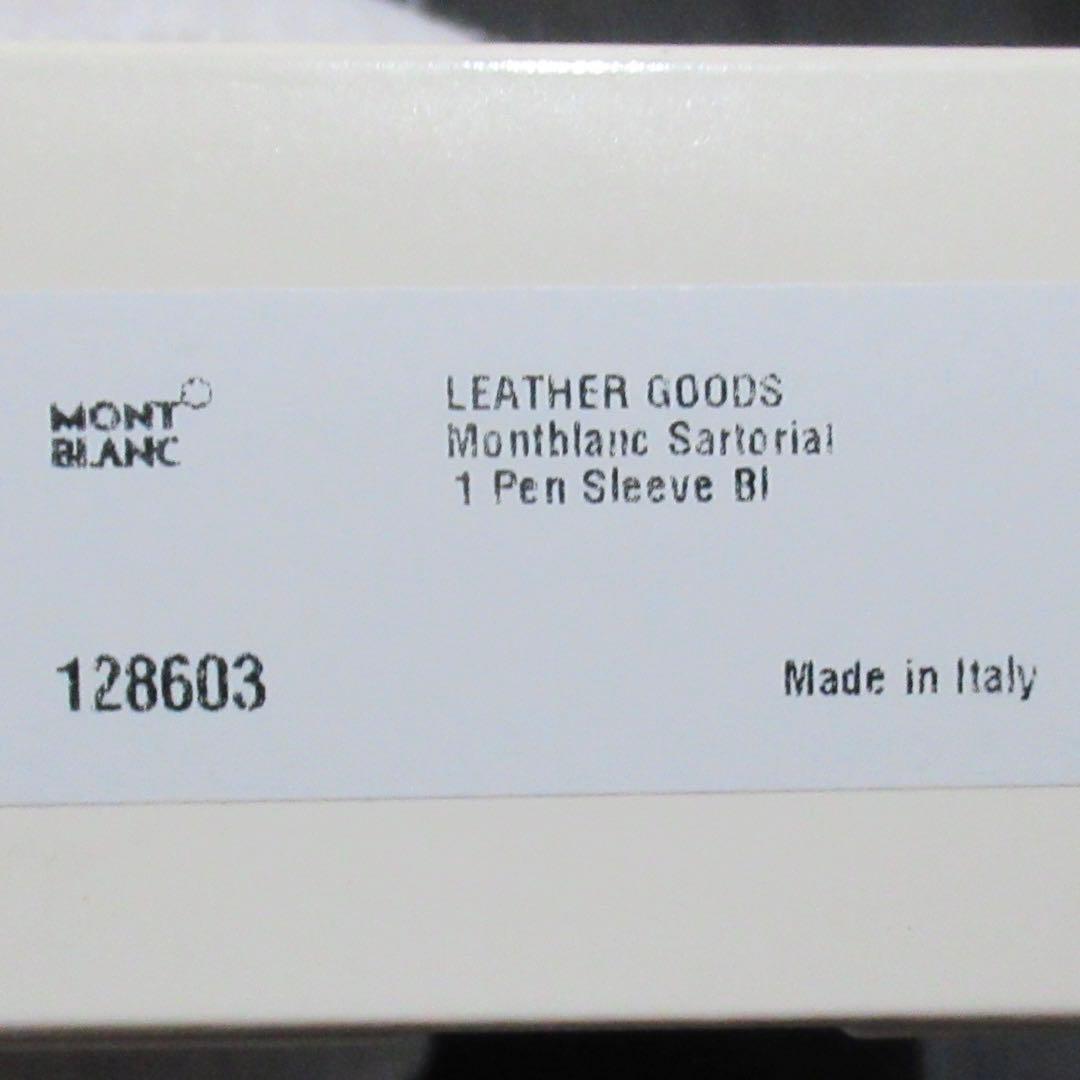 MONT
BLANC
LEATHER GOODS
Montblanc Sartorial
1 Pen Sleeve Bl
128603
Made in Italy